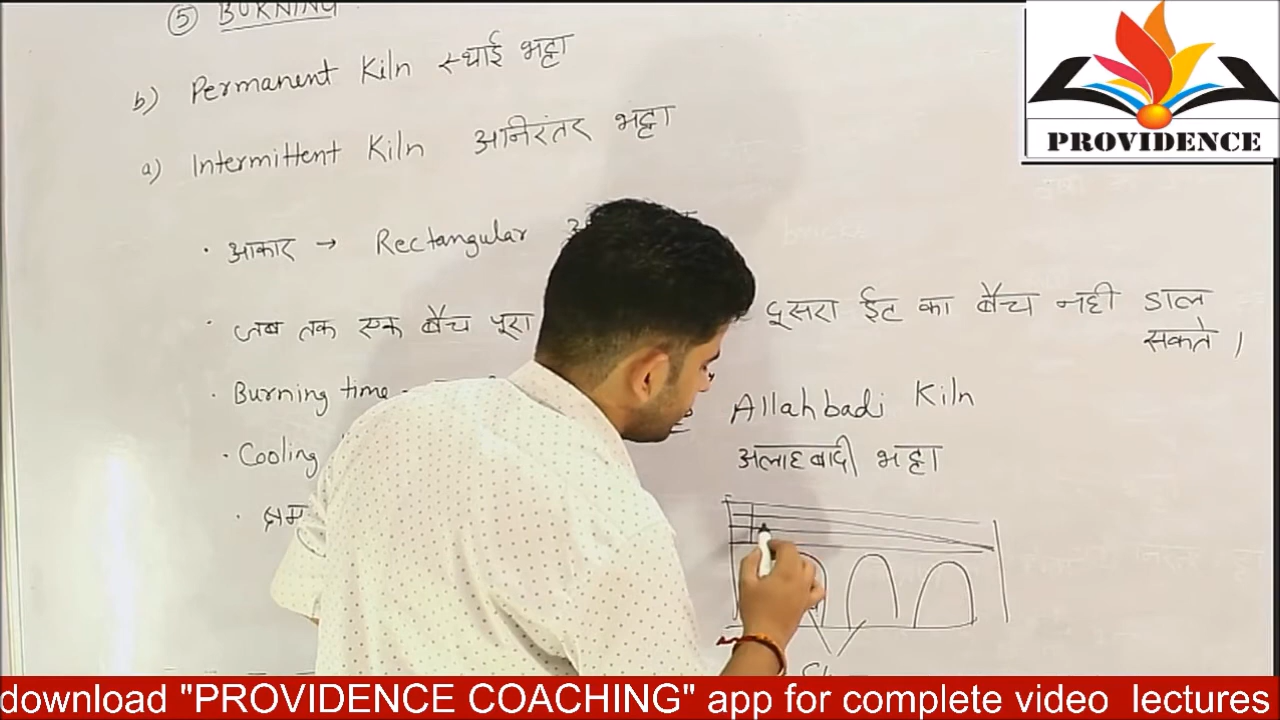 ⑤ BURNING
b) Permanent Kiln स्थाई भट्टा
a) Intermittent Kiln अनिरंतर भट्टा
• आकार → Rectangular
• जब तक एक बैच पूरा दूसरा ईट का बैच नही डाल
सकते ।
• Burning time -
• Cooling
Allahbadi Kiln
अलाहबादी भट्टा
PROVIDENCE
download "PROVIDENCE COACHING" app for complete video lectures